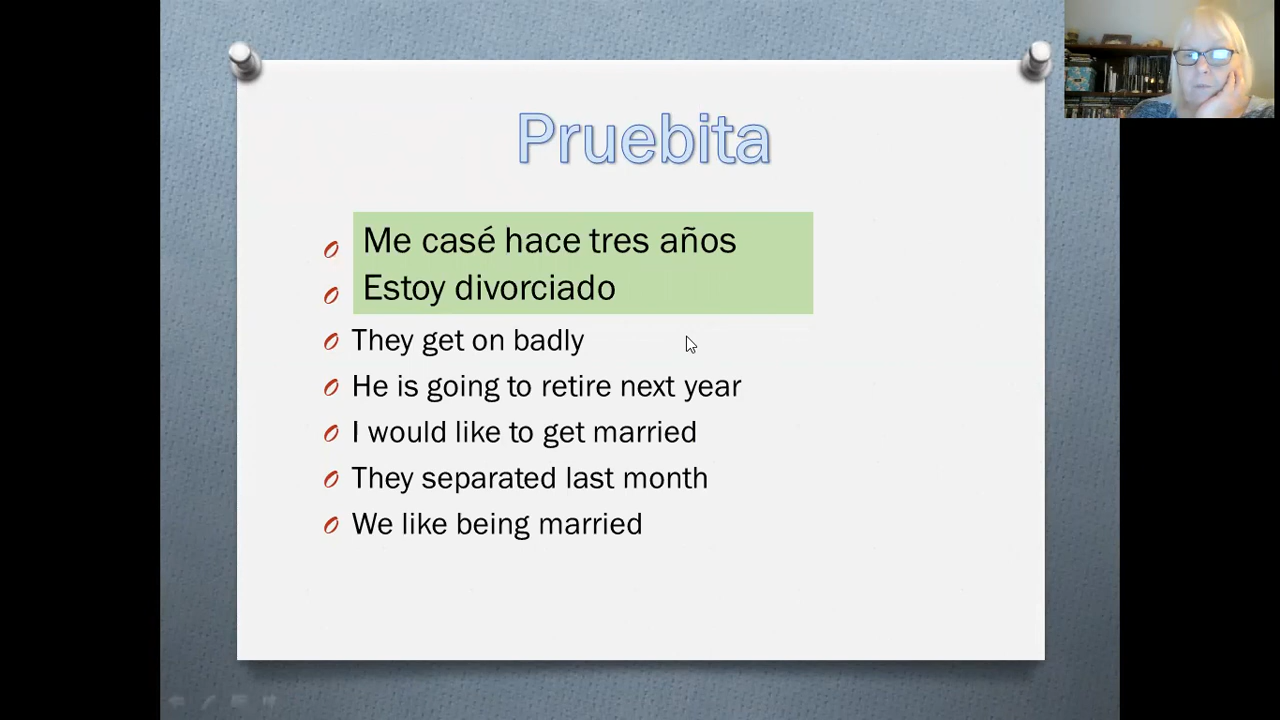 Pruebita
Me casé hace tres años
Estoy divorciado
They get on badly
He is going to retire next year
I would like to get married
They separated last month
We like being married